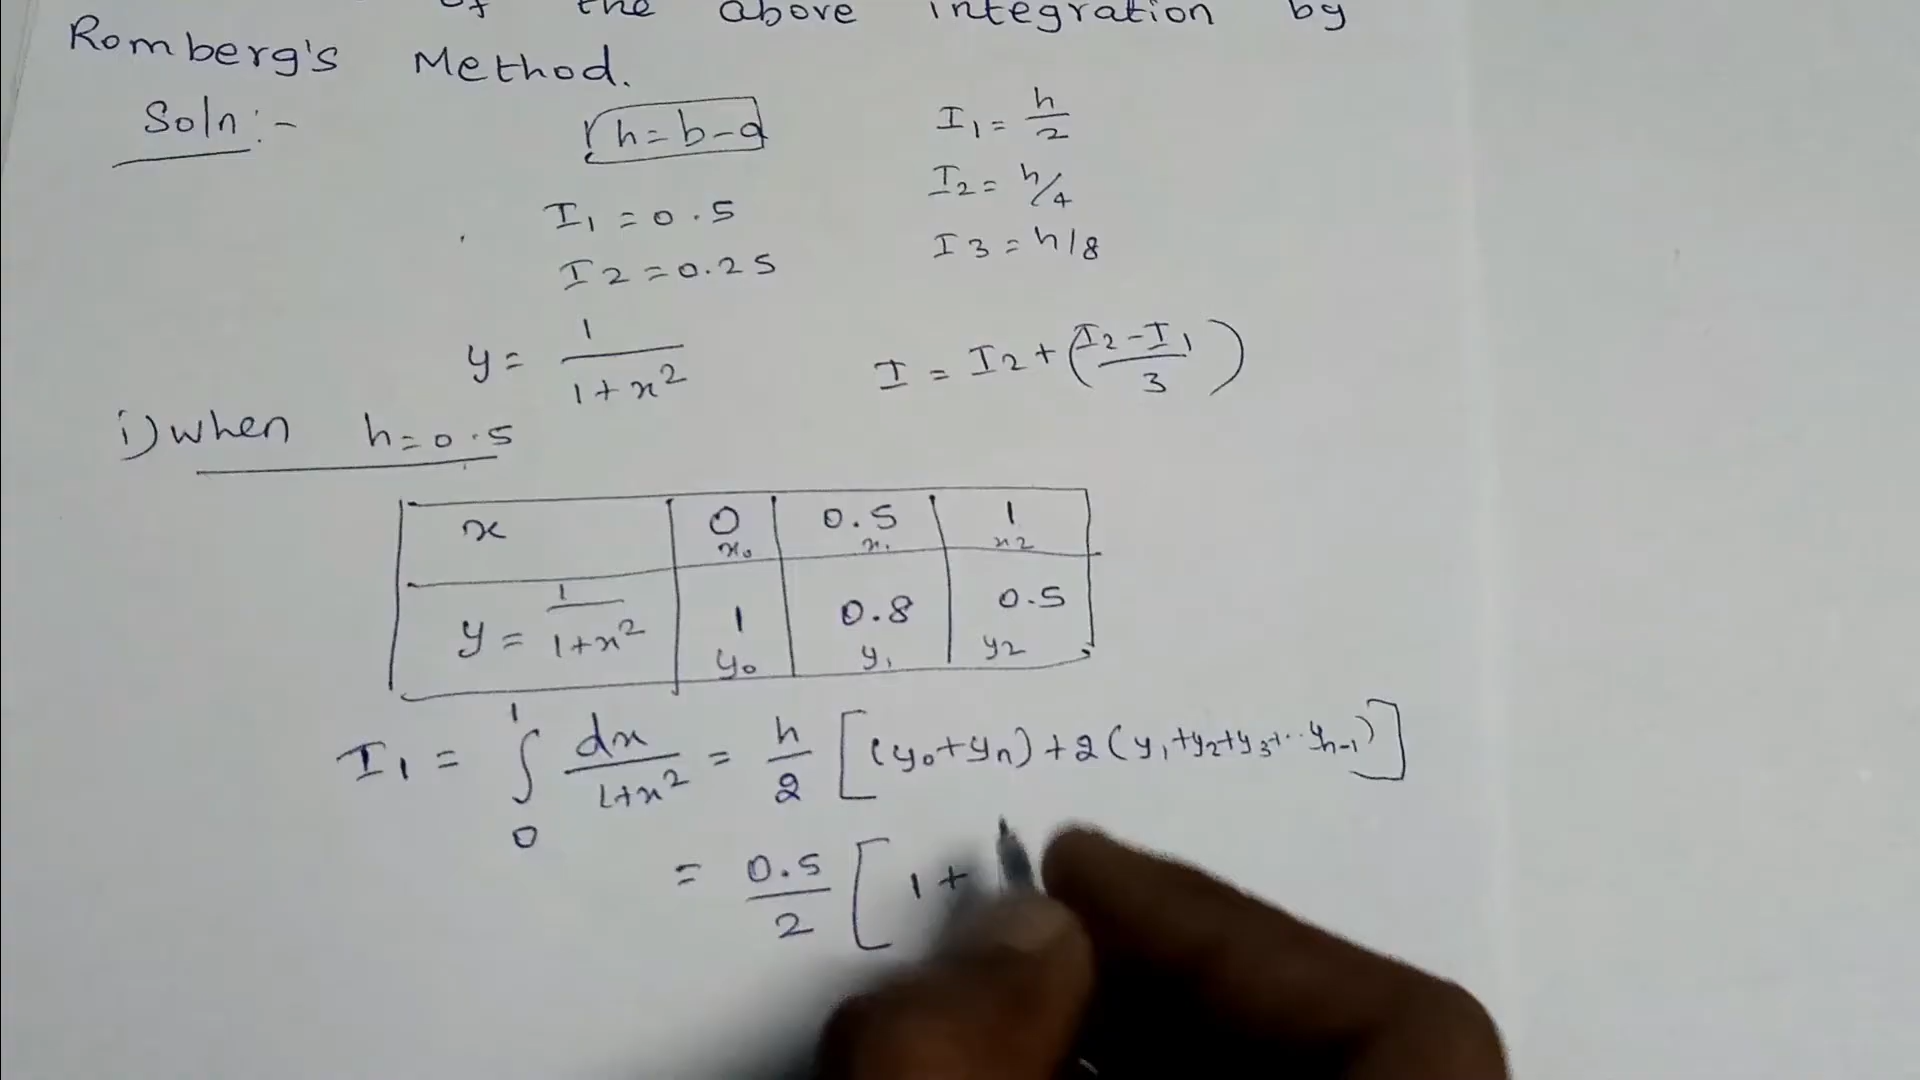 of the above integration by
Romberg's Method.
Soln:-
h=b-a
I1 = h/2
I2 = h/4
I3 = h/8
I1 = 0.5
I2 = 0.25
y = 1/(1+x²)
I = I2 + ((I2-I1)/3)
i) when h=0.5
x 0 0.5 1
x0 x1 x2
y = 1/(1+x²) 1 0.8 0.5
y0 y1 y2
I1 = ∫₀¹ dx/(1+x²) = h/2 [(y0+yn)+2(y1+y2+y3+..yn-1)]
= 0.5/2 [ 1+